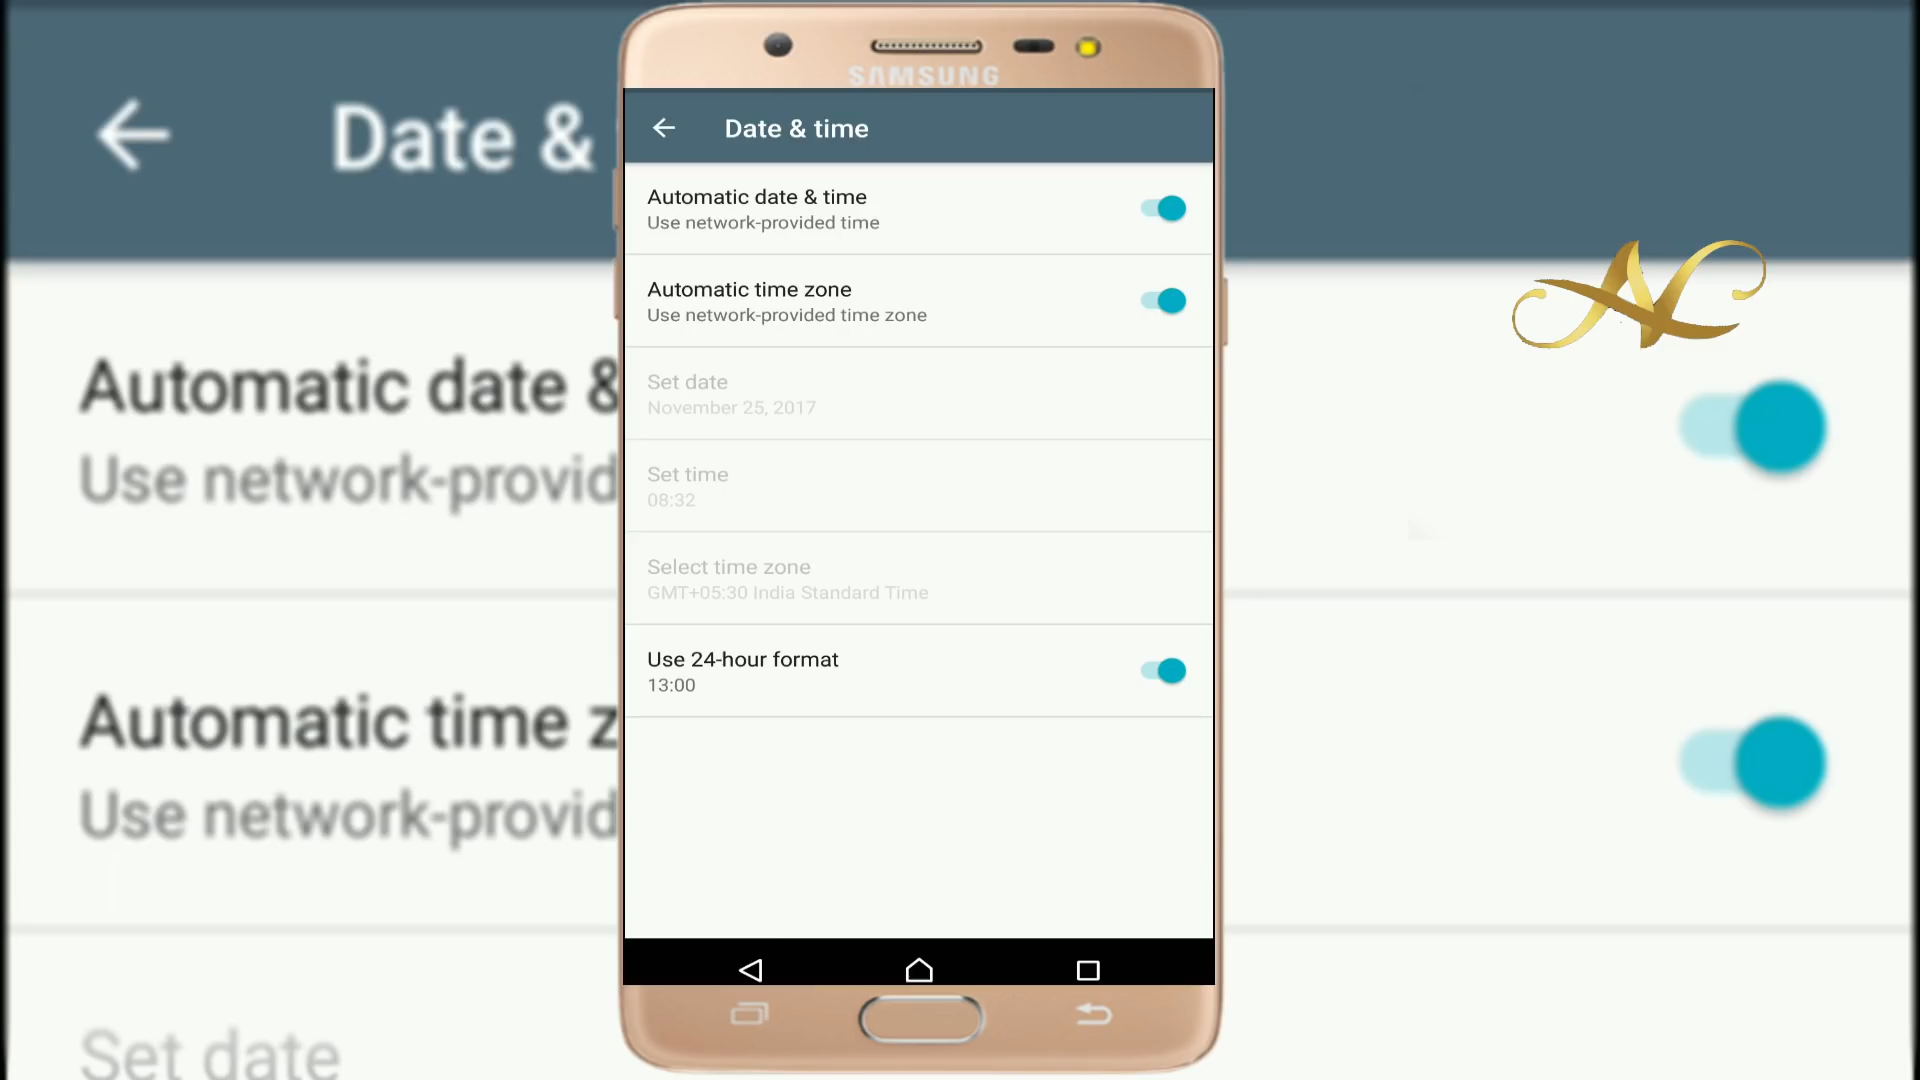 SAMSUNG
Date & time
Automatic date & time
Use network-provided time
Automatic time zone
Use network-provided time zone
Set date
November 25, 2017
Set time
08:32
Select time zone
GMT+05:30 India Standard Time
Use 24-hour format
13:00
Date &
Automatic date &
Use network-provid
Automatic time z
Use network-provid
Set date
AC